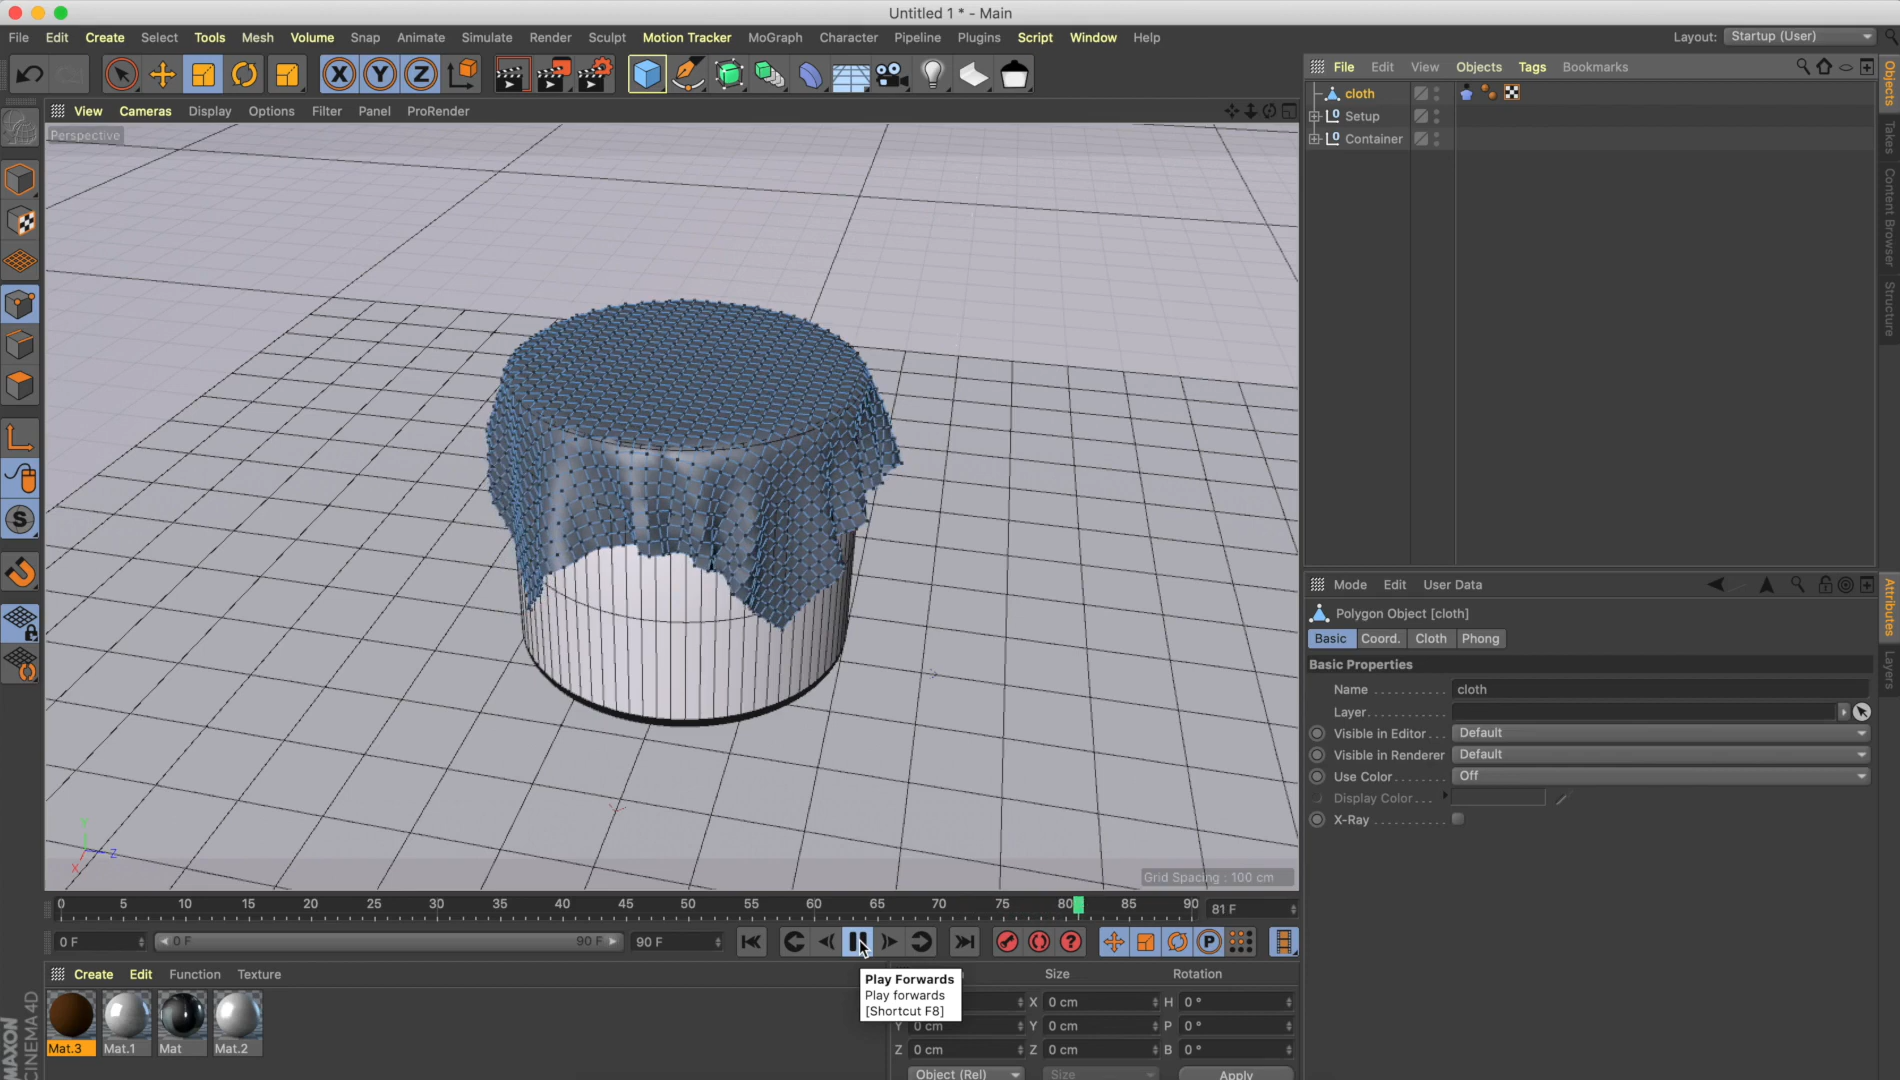 Untitled 1 * - Main
File Edit Create Select Tools Mesh Volume Snap Animate Simulate Render Sculpt Motion Tracker MoGraph Character Pipeline Plugins Script Window Help
Layout: Startup (User)
View Cameras Display Options Filter Panel ProRender
Perspective
Y
X
Z
Grid Spacing : 100 cm
File Edit View Objects Tags Bookmarks
cloth
Setup
Container
Objects
Takes
Content Browser
Structure
Mode Edit User Data
Polygon Object [cloth]
Basic Coord. Cloth Phong
Basic Properties
Name cloth
Layer
Visible in Editor Default
Visible in Renderer Default
Use Color Off
Display Color
X-Ray
Attributes
Layers
0 5 10 15 20 25 30 35 40 45 50 55 60 65 70 75 80 85 90 81 F
0 F 0 F 90 F 90 F
Create Edit Function Texture
Mat.3 Mat.1 Mat Mat.2
Size Rotation
Play Forwards
Play forwards
[Shortcut F8]
X 0 cm H 0 °
Y 0 cm Y 0 cm P 0 °
Z 0 cm Z 0 cm B 0 °
Object (Rel) Size Apply
MAXON
CINEMA 4D